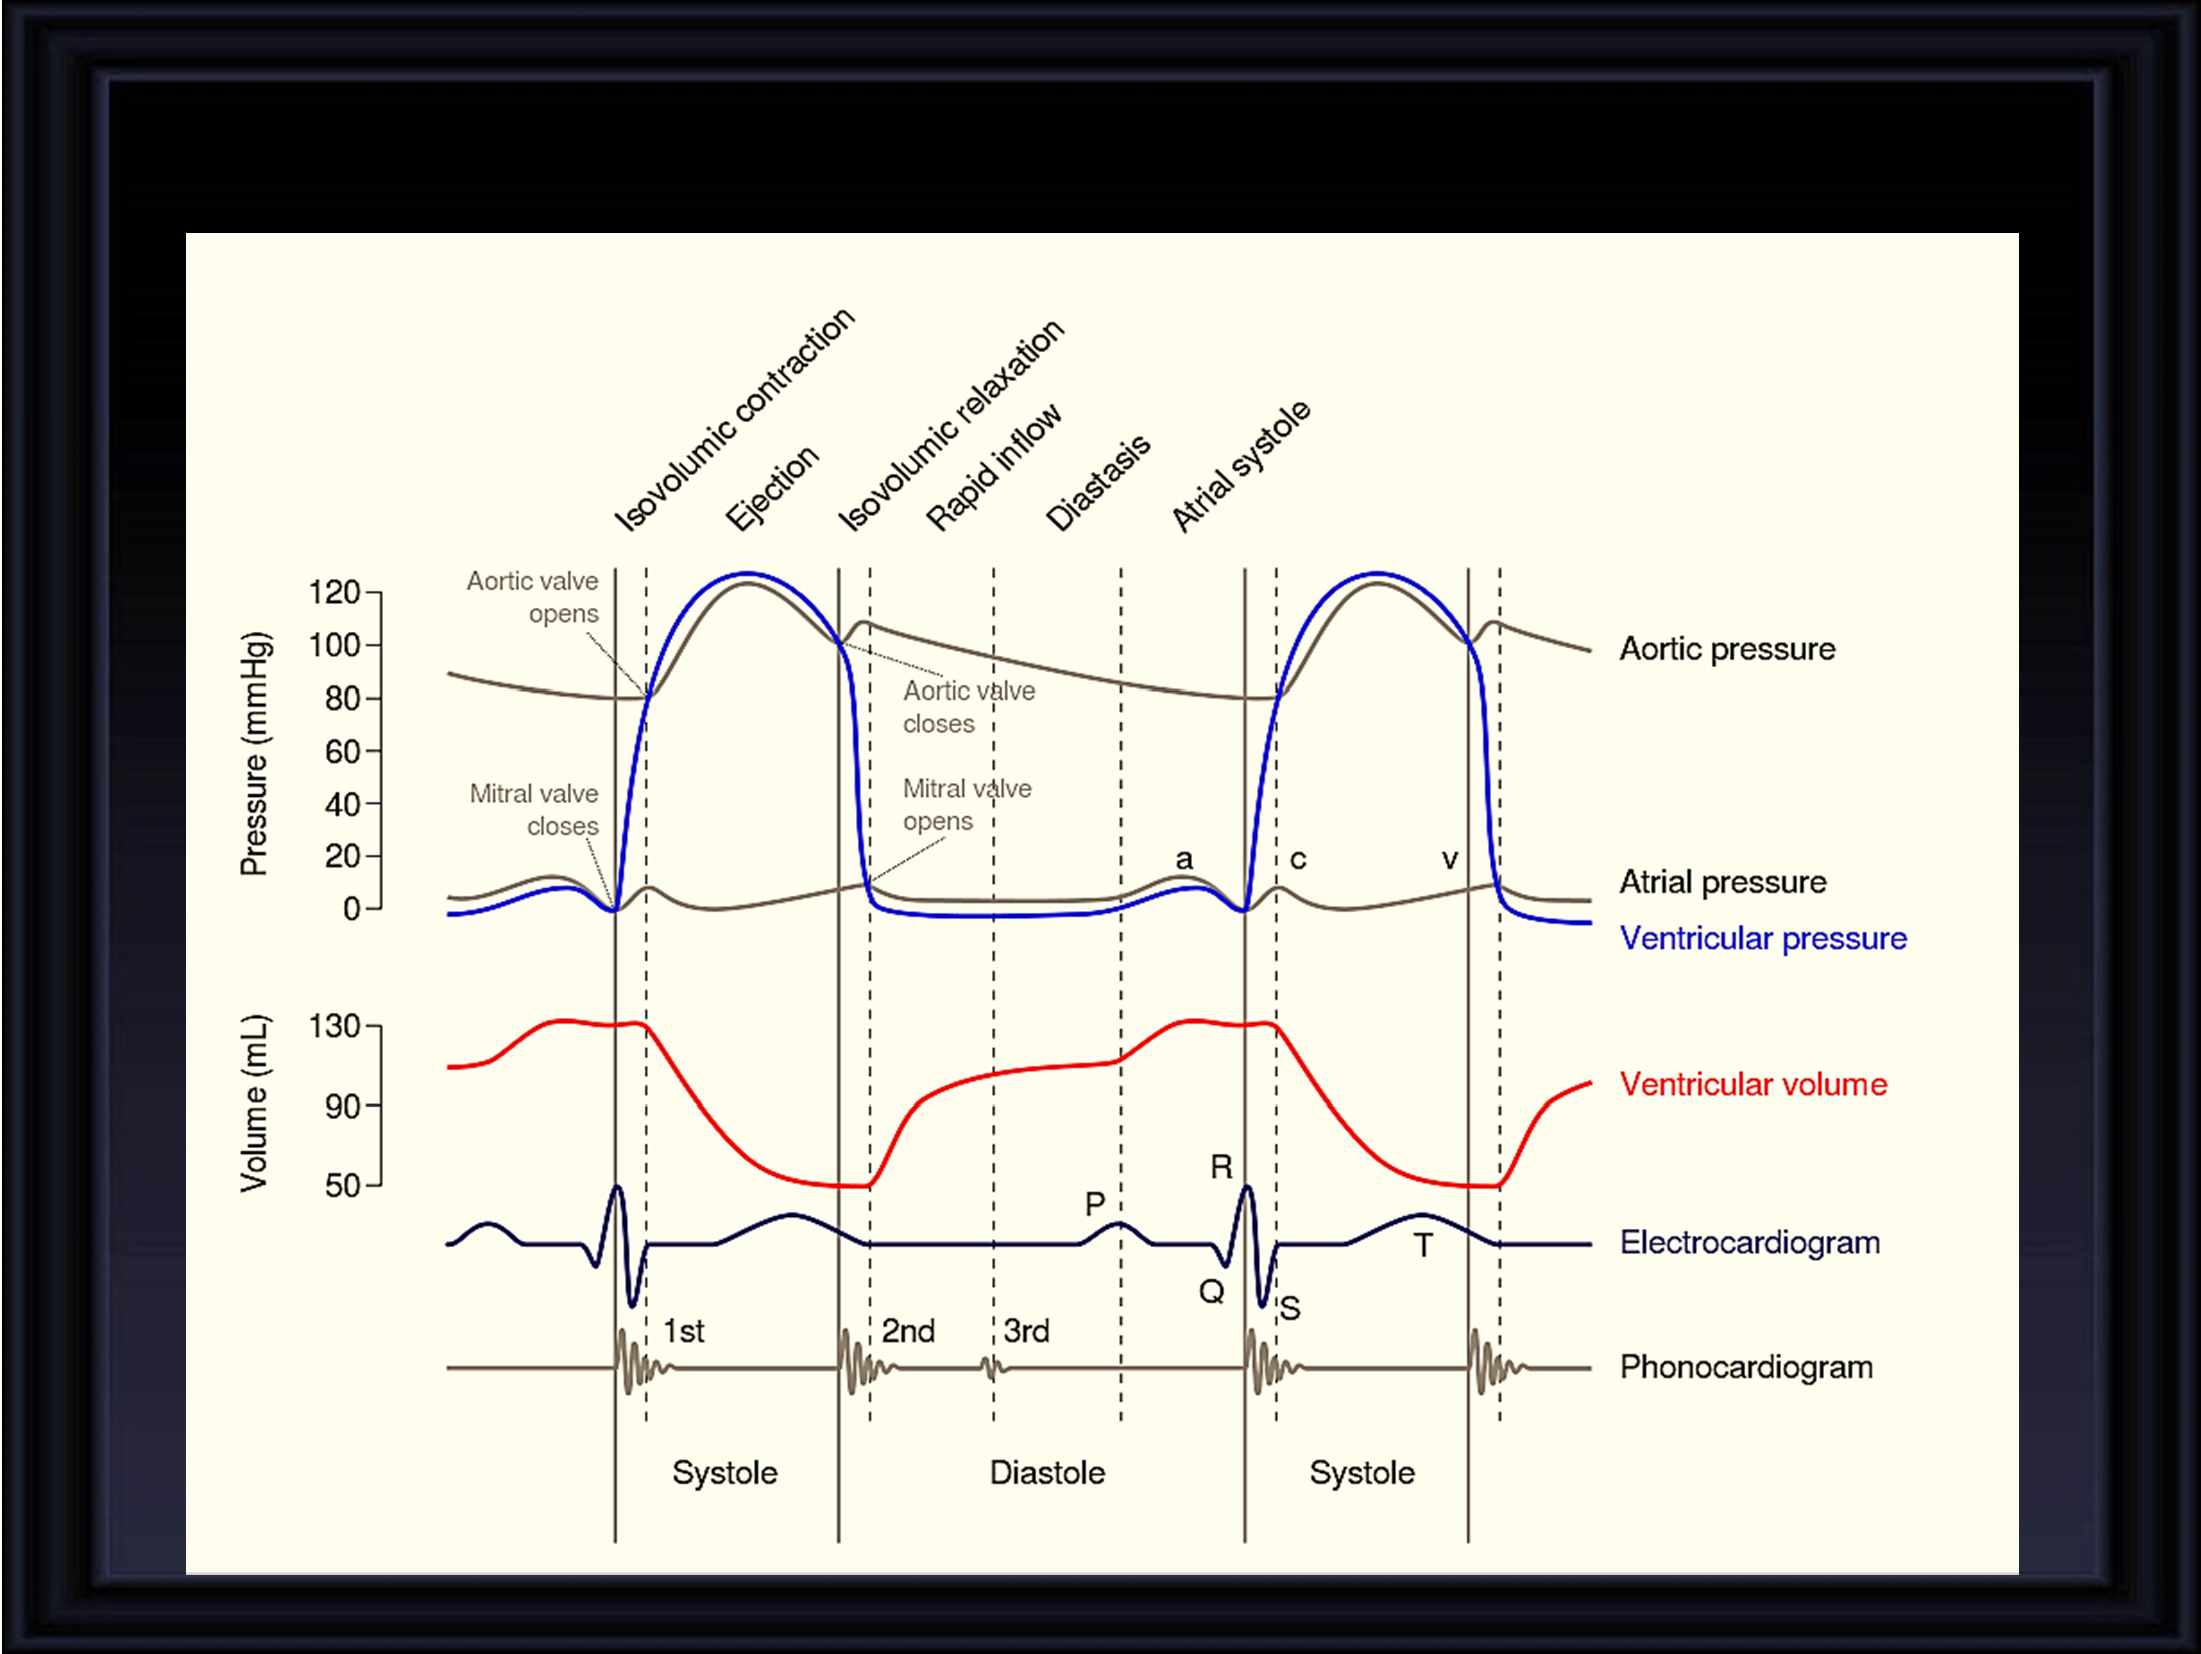 Isovolumic contraction
Ejection
Isovolumic relaxation
Rapid inflow
Diastasis
Atrial systole
Pressure (mmHg)
120
100
80
60
40
20
0
Aortic valve
opens
Aortic valve
closes
Mitral valve
closes
Mitral valve
opens
a
c
v
Aortic pressure
Atrial pressure
Ventricular pressure
Volume (mL)
130
90
50
Ventricular volume
R
P
Q
S
T
Electrocardiogram
1st
2nd
3rd
Phonocardiogram
Systole
Diastole
Systole